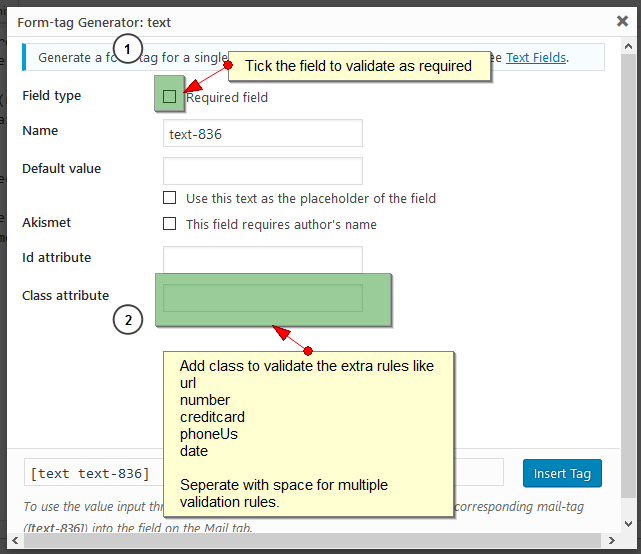 Form-tag Generator: text
1
Generate a fo tag for a single
ee Text Fields.
Tick the field to validate as required
Field type
Required field
Name
text-836
Default value
Use this text as the placeholder of the field
Akismet
This field requires author's name
Id attribute
Class attribute
2
Add class to validate the extra rules like
url
number
creditcard
phoneUs
date
Seperate with space for multiple
validation rules.
[text text-836]
Insert Tag
To use the value input thr
corresponding mail-tag
([text-836]) into the field on the Mail tab.